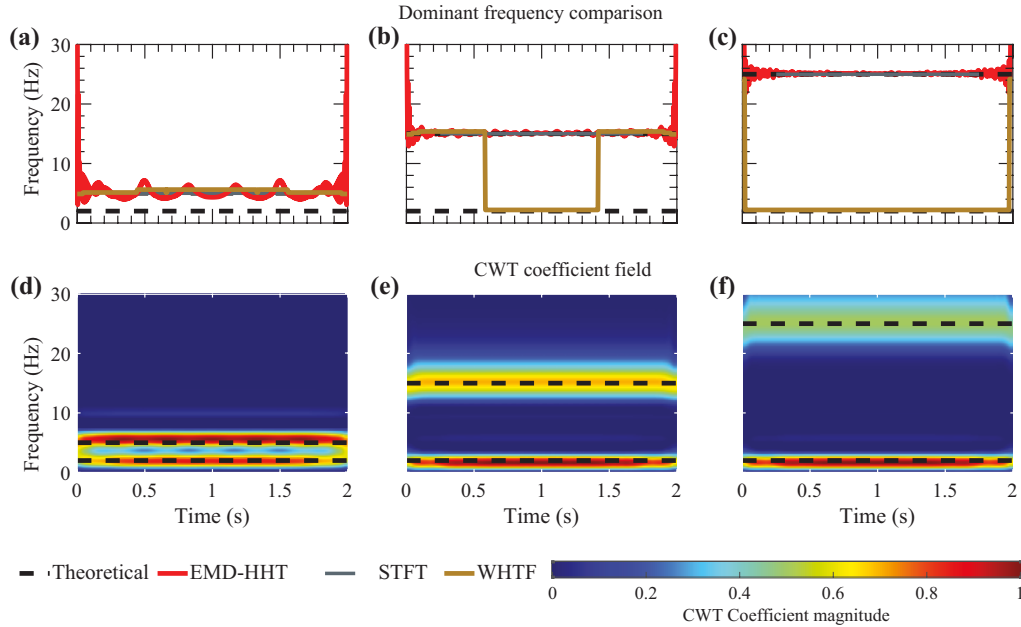 Dominant frequency comparison
(a) (b) (c)
30
20
10
0
Frequency (Hz)
CWT coefficient field
(d) (e) (f)
30
20
10
0
Frequency (Hz)
0 0.5 1 1.5 2 0 0.5 1 1.5 2 0 0.5 1 1.5 2
Time (s) Time (s) Time (s)
Theoretical EMD-HHT STFT WHTF
0 0.2 0.4 0.6 0.8 1
CWT Coefficient magnitude